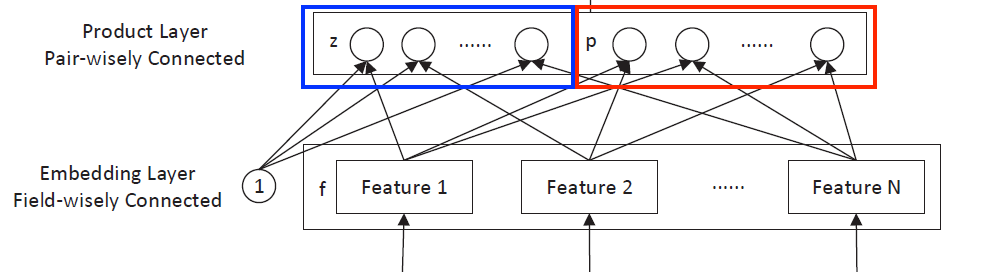 Product Layer
Pair-wisely Connected
z ...... p ......
Embedding Layer
Field-wisely Connected
1 f Feature 1 Feature 2 ...... Feature N